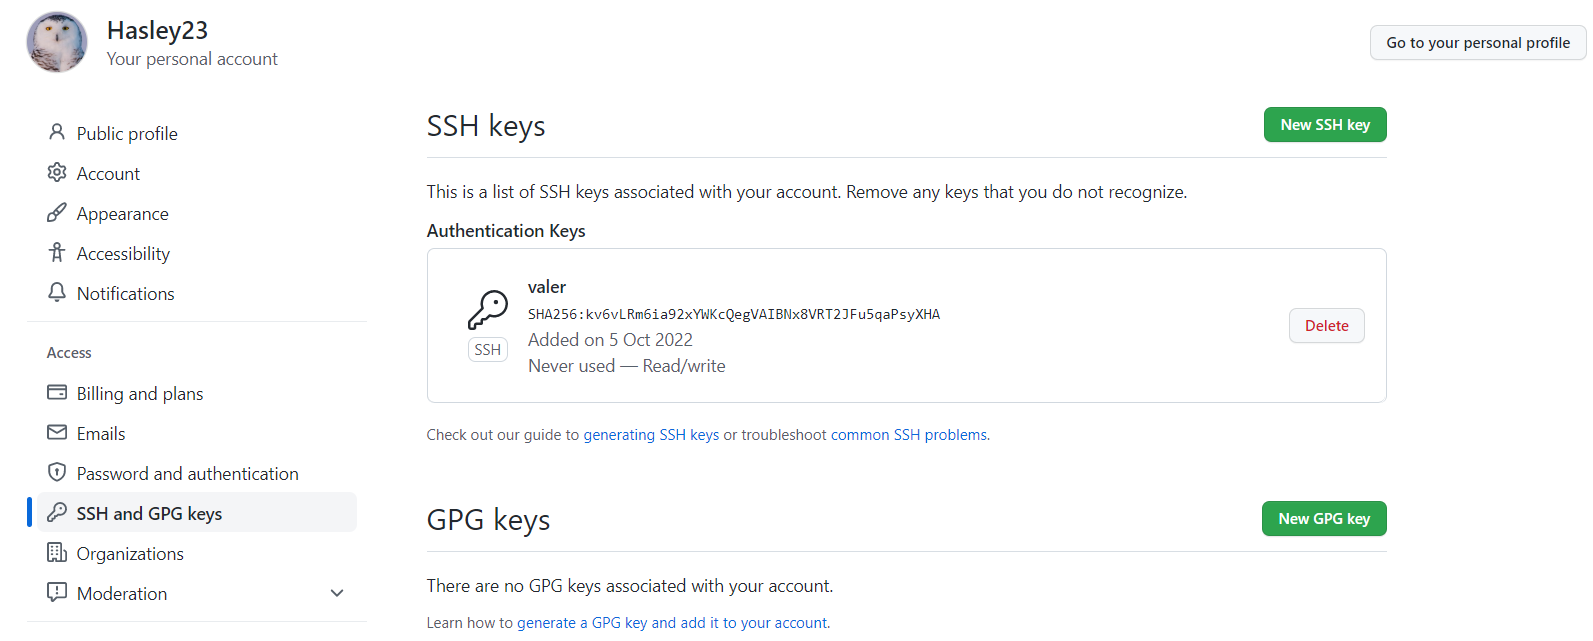 Hasley23
Your personal account
Go to your personal profile
Public profile
Account
Appearance
Accessibility
Notifications
Access
Billing and plans
Emails
Password and authentication
SSH and GPG keys
Organizations
Moderation
SSH keys
New SSH key
This is a list of SSH keys associated with your account. Remove any keys that you do not recognize.
Authentication Keys
valer
SHA256:kv6vLRm6ia92xYWKcQegVAIBNx8VRT2JFu5qaPsyXHA
SSH
Added on 5 Oct 2022
Never used — Read/write
Delete
Check out our guide to generating SSH keys or troubleshoot common SSH problems.
GPG keys
New GPG key
There are no GPG keys associated with your account.
Learn how to generate a GPG key and add it to your account.